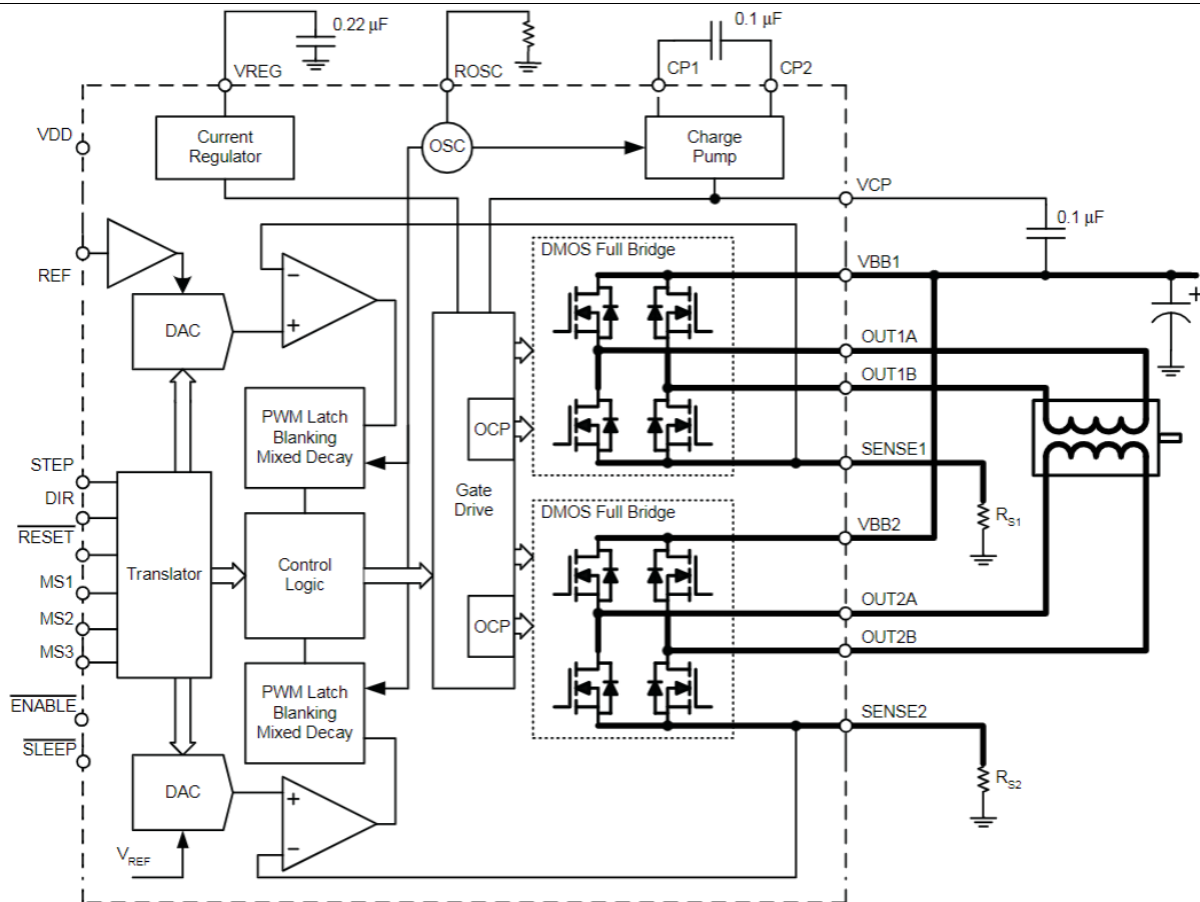 0.22 µF
0.1 µF
VREG
ROSC
CP1
CP2
VDD
Current
Regulator
OSC
Charge
Pump
VCP
0.1 µF
REF
DAC
−
+
DMOS Full Bridge
VBB1
+
OUT1A
OUT1B
PWM Latch
Blanking
Mixed Decay
OCP
SENSE1
STEP
DIR
RESET
MS1
MS2
MS3
Translator
Control
Logic
Gate
Drive
DMOS Full Bridge
RS1
VBB2
OUT2A
OCP
OUT2B
PWM Latch
Blanking
Mixed Decay
ENABLE
SLEEP
SENSE2
DAC
+
−
RS2
VREF